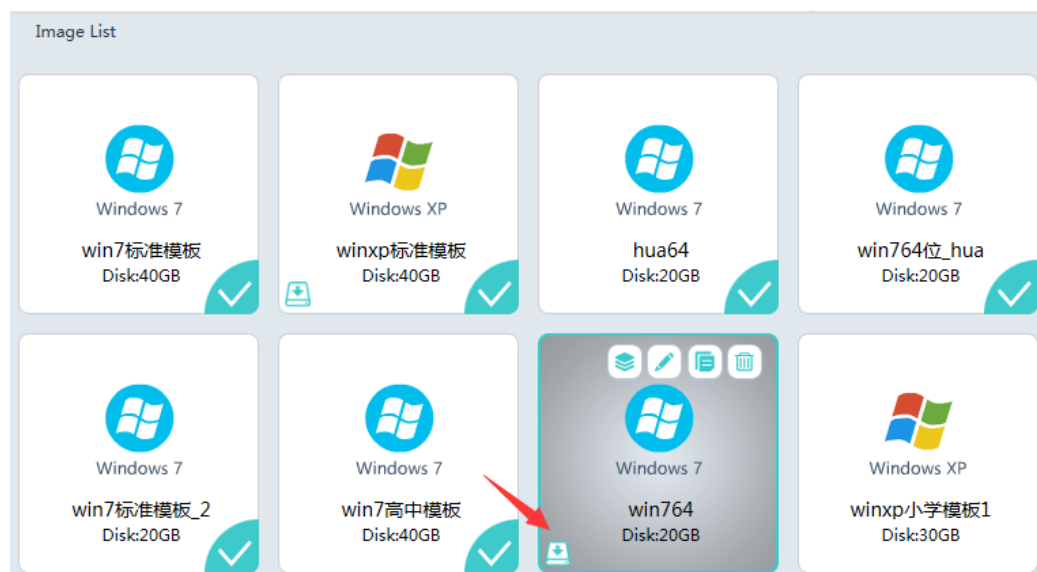 Image List
Windows 7
win7标准模板
Disk:40GB
Windows XP
winxp标准模板
Disk:40GB
Windows 7
hua64
Disk:20GB
Windows 7
win764位_hua
Disk:20GB
Windows 7
win7标准模板_2
Disk:20GB
Windows 7
win7高中模板
Disk:40GB
Windows 7
win764
Disk:20GB
Windows XP
winxp小学模板1
Disk:30GB